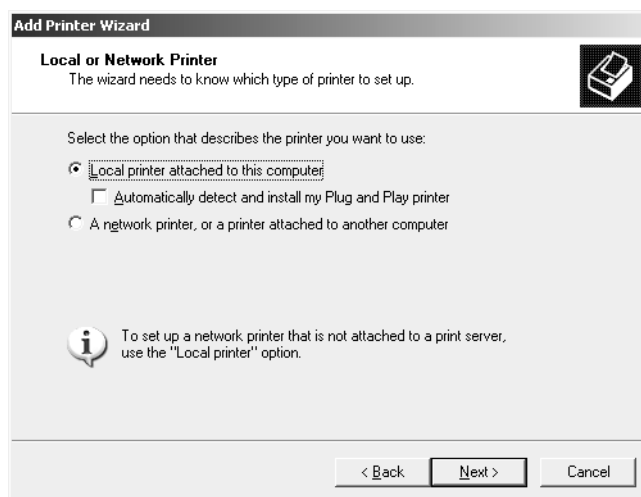 Add Printer Wizard
Local or Network Printer
The wizard needs to know which type of printer to set up.
Select the option that describes the printer you want to use:
Local printer attached to this computer
Automatically detect and install my Plug and Play printer
A network printer, or a printer attached to another computer
To set up a network printer that is not attached to a print server,
use the "Local printer" option.
< Back Next > Cancel